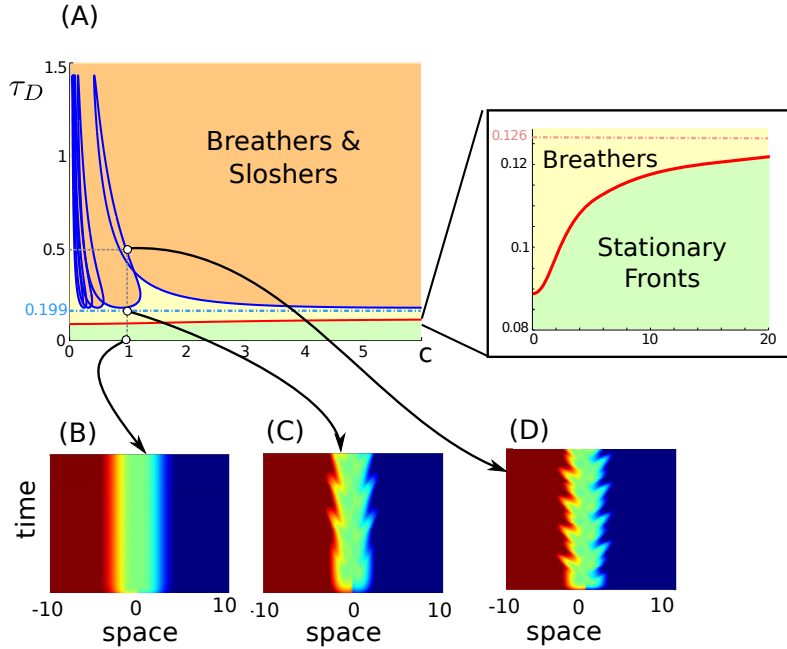 (A)
τ_D
1.5
1
0.5
0.199
0
Breathers &
Sloshers
0 1 2 3 4 5 c
0.126
0.12
0.1
0.08
Breathers
Stationary
Fronts
0 10 20
(B)
(C)
(D)
time
-10 0 10
space
-10 0 10
space
-10 0 10
space